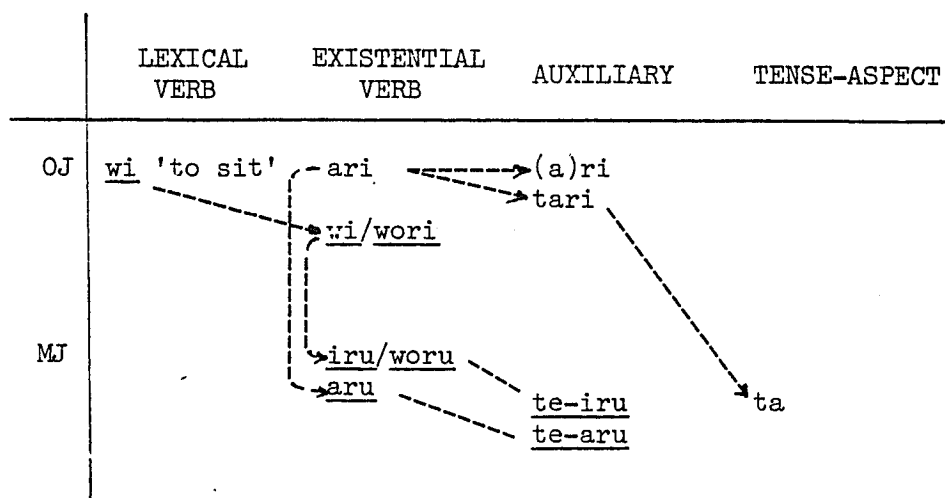 LEXICAL VERB EXISTENTIAL VERB AUXILIARY TENSE-ASPECT
OJ wi 'to sit' ari (a)ri
tari
wi/wori
MJ iru/woru
aru te-iru ta
te-aru